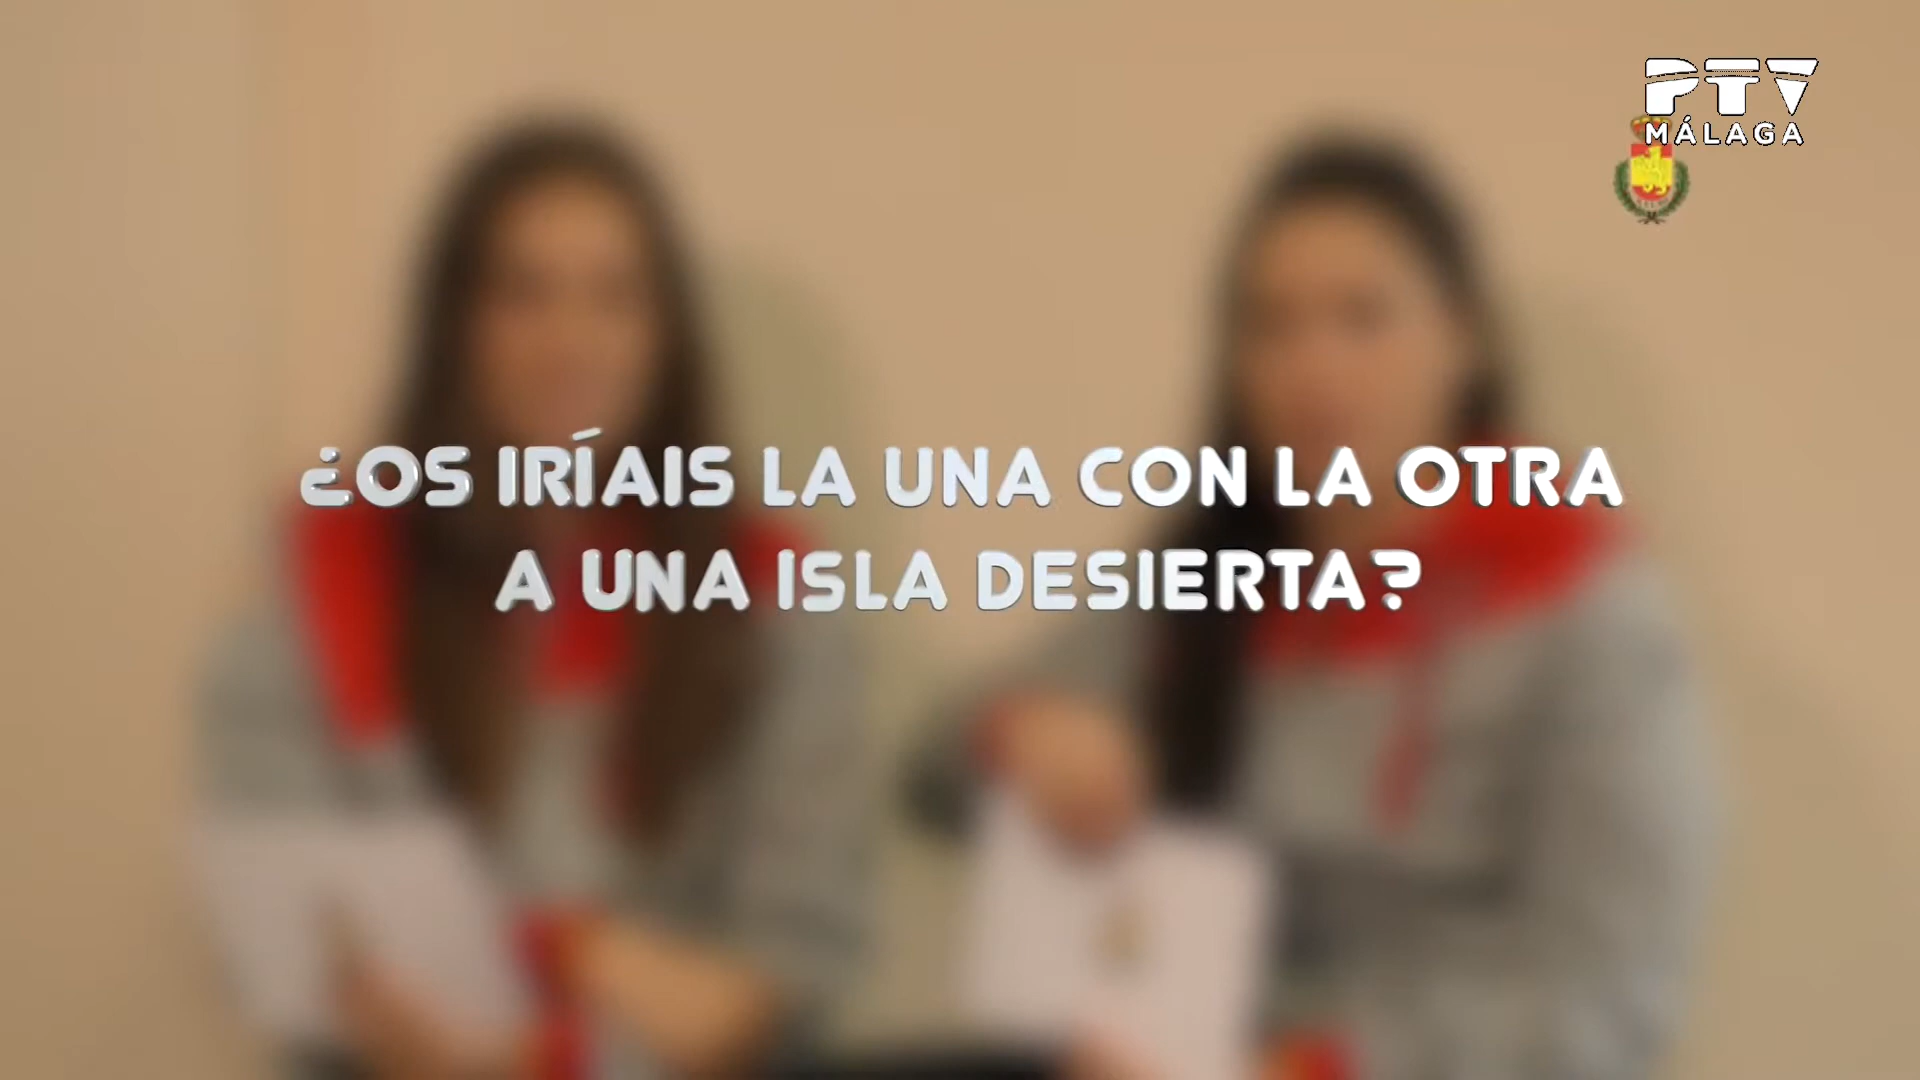 PTV
MÁLAGA
¿OS IRÍAIS LA UNA CON LA OTRA
A UNA ISLA DESIERTA?